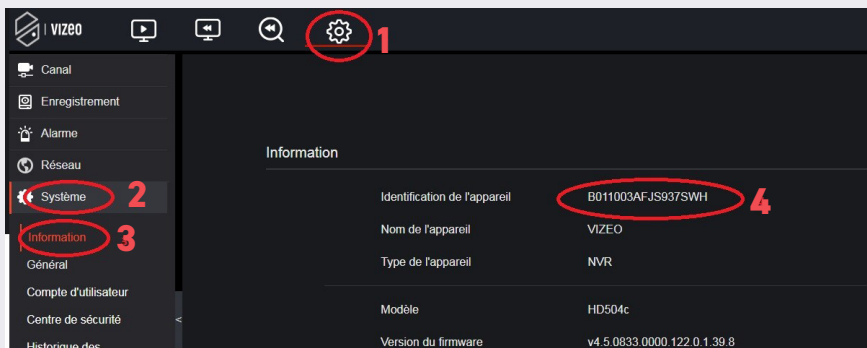 VIZEO
1
Canal
Enregistrement
Alarme
Réseau
Système
2
Information
3
Général
Compte d'utilisateur
Centre de sécurité
<
Historique des
Information
Identification de l'appareil B011003AFJS937SWH
4
Nom de l'appareil VIZEO
Type de l'appareil NVR
Modèle HD504c
Version du firmware v4.5.0833.0000.122.0.1.39.8